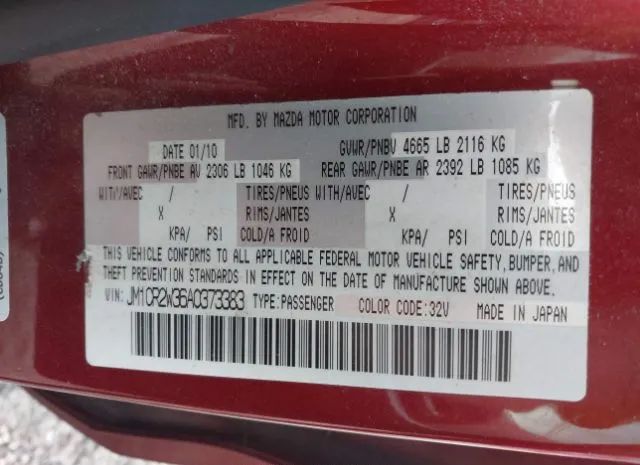 MFD. BY MAZDA MOTOR CORPORATION
DATE 01/10 GVWR/PNBV 4665 LB 2116 KG
FRONT GAWR/PNBE AV 2306 LB 1046 KG REAR GAWR/PNBE AR 2392 LB 1085 KG
WITH/AVEC / TIRES/PNEUS WITH/AVEC / TIRES/PNEUS
X RIMS/JANTES X RIMS/JANTES
KPA/ PSI COLD/A FROID KPA/ PSI COLD/A FROID
THIS VEHICLE CONFORMS TO ALL APPLICABLE FEDERAL MOTOR VEHICLE SAFETY, BUMPER, AND
THEFT PREVENTION STANDARDS IN EFFECT ON THE DATE OF MANUFACTURE SHOWN ABOVE.
VIN: JM1CR2W36A0373383 TYPE:PASSENGER COLOR CODE:32V MADE IN JAPAN